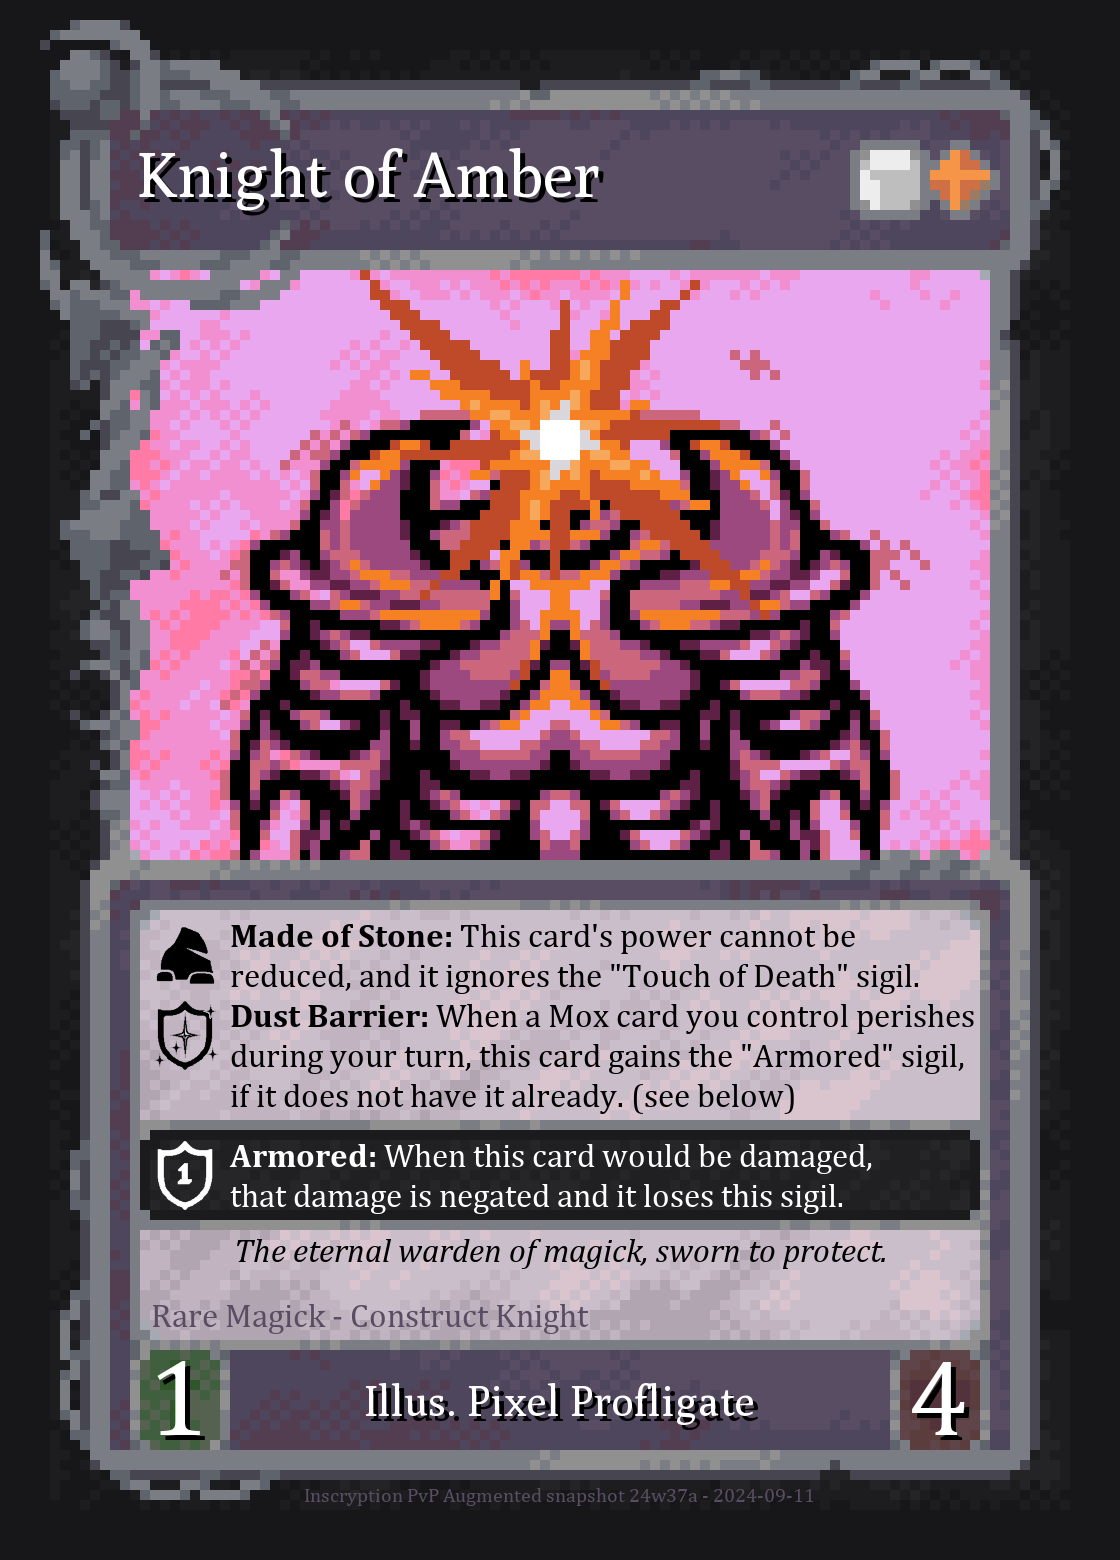 Knight of Amber
Made of Stone: This card's power cannot be
reduced, and it ignores the "Touch of Death" sigil.
Dust Barrier: When a Mox card you control perishes
during your turn, this card gains the "Armored" sigil,
if it does not have it already. (see below)
1
Armored: When this card would be damaged,
that damage is negated and it loses this sigil.
The eternal warden of magick, sworn to protect.
Rare Magick - Construct Knight
1
Illus. Pixel Profligate
4
Inscryption PvP Augmented snapshot 24w37a - 2024-09-11